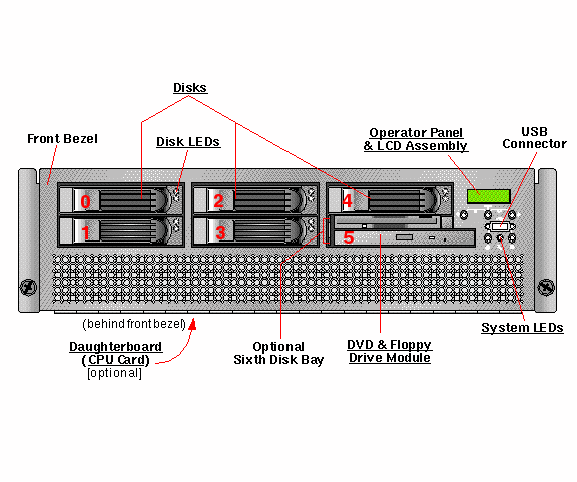 Disks
Front Bezel
Disk LEDs
Operator Panel
& LCD Assembly
USB
Connector
0
2
4
1
3
5
(behind front bezel)
Daughterboard
(CPU Card)
[optional]
Optional
Sixth Disk Bay
DVD & Floppy
Drive Module
System LEDs